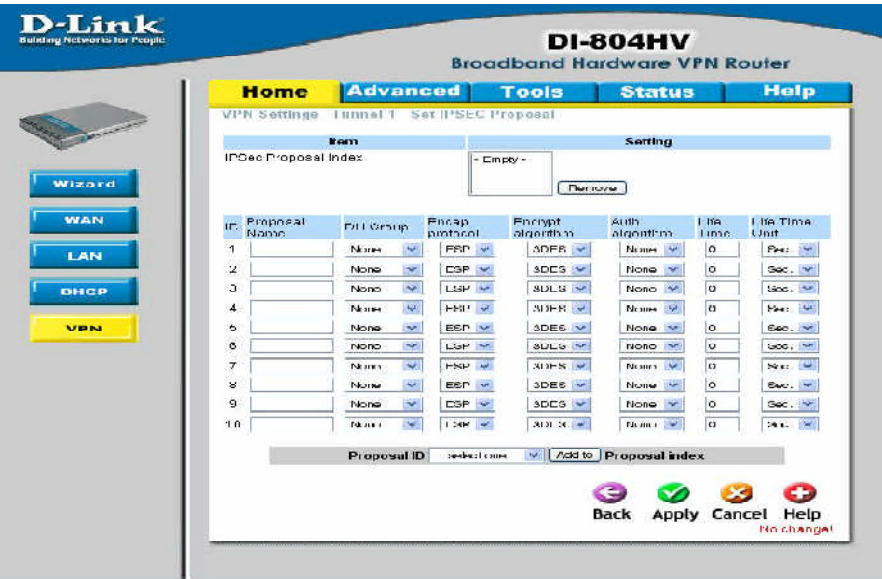 D-Link
Building Networks for People
DI-804HV
Broadband Hardware VPN Router
Home Advanced Tools Status Help
VPN Settings Tunnel 1 Set IPSEC Proposal
Item Setting
IPSec Proposal Index - Empty -
Remove
Wizard
WAN
LAN
DHCP
VPN
ID Proposal Name DH Group Encap protocol Encrypt algorithm Auth algorithm Life Time Life Time Unit
1 None ESP 3DES None 0 Sec.
2 None ESP 3DES None 0 Sec.
3 None ESP 3DES None 0 Sec.
4 None ESP 3DES None 0 Sec.
5 None ESP 3DES None 0 Sec.
6 None ESP 3DES None 0 Sec.
7 None ESP 3DES None 0 Sec.
8 None ESP 3DES None 0 Sec.
9 None ESP 3DES None 0 Sec.
10 None ESP 3DES None 0 Sec.
Proposal ID select one Add to Proposal index
Back Apply Cancel Help
No change!